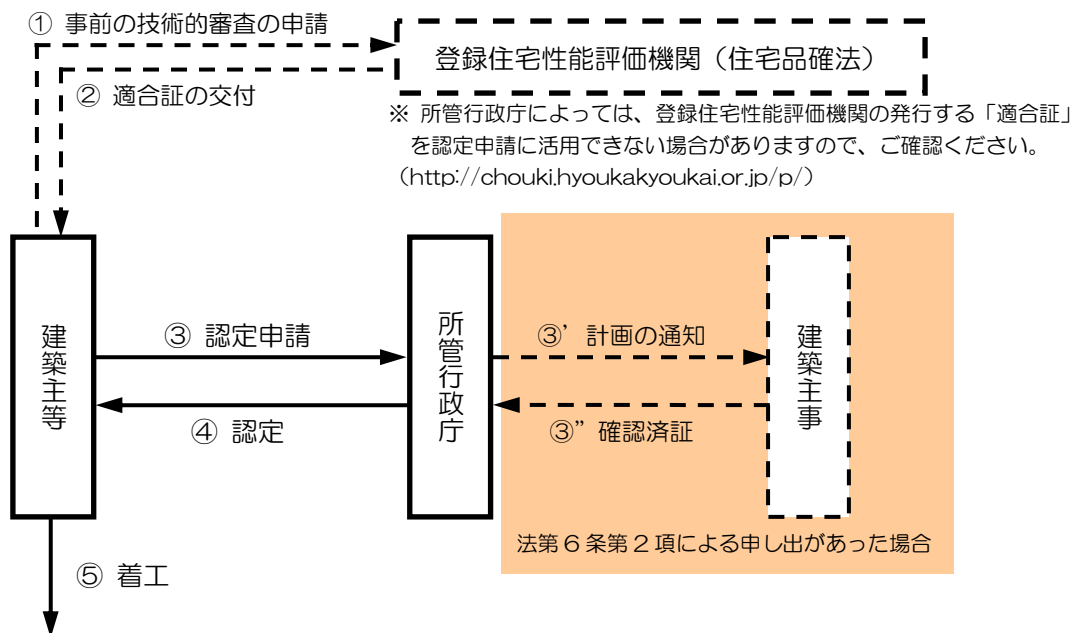 ① 事前の技術的審査の申請
登録住宅性能評価機関（住宅品確法）
② 適合証の交付
※ 所管行政庁によっては、登録住宅性能評価機関の発行する「適合証」
を認定申請に活用できない場合がありますので、ご確認ください。
（http://chouki.hyoukakyoukai.or.jp/p/）
建築主等
③ 認定申請
④ 認定
所管行政庁
③’ 計画の通知
③” 確認済証
建築主事
法第６条第２項による申し出があった場合
⑤ 着工